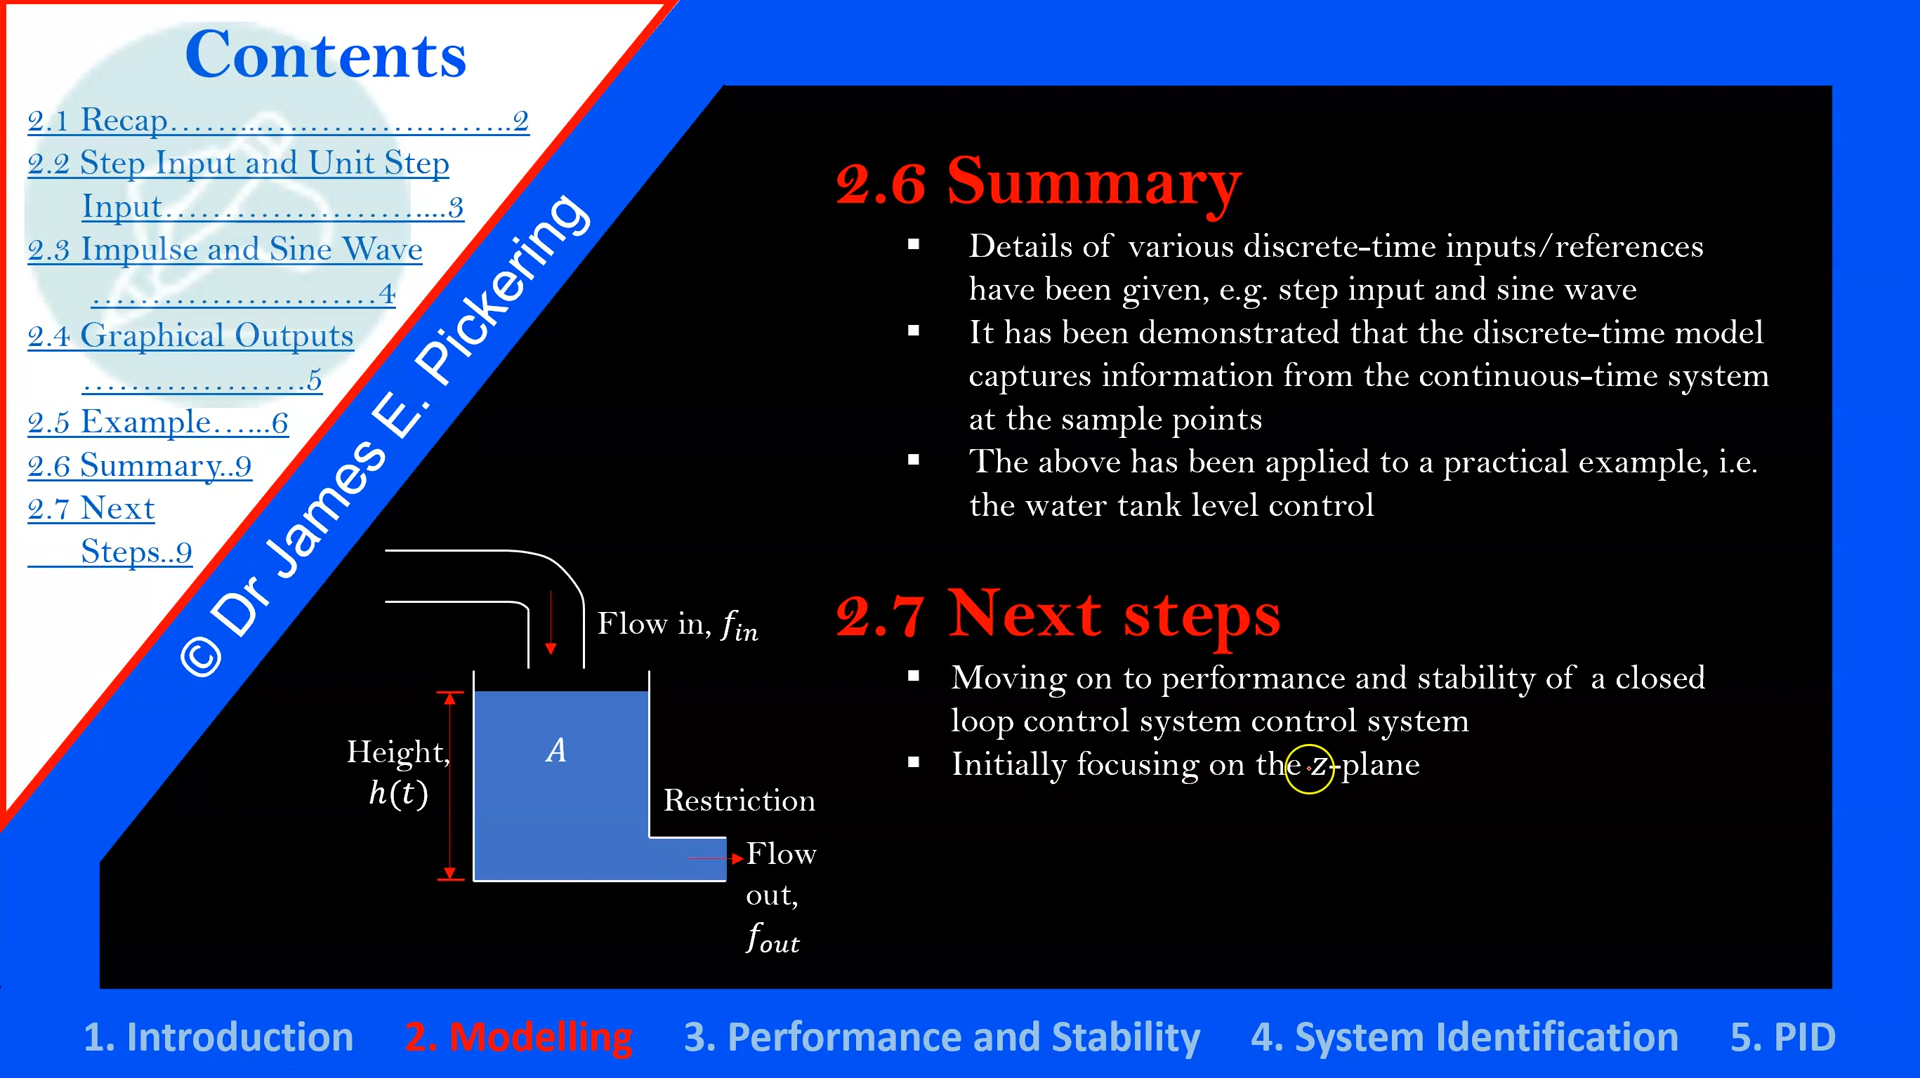 Contents
2.1 Recap……...….……….……..2
2.2 Step Input and Unit Step
Input…………………....3
2.3 Impulse and Sine Wave
……………………4
2.4 Graphical Outputs
……………….5
2.5 Example…...6
2.6 Summary..9
2.7 Next
Steps..9
© Dr James E. Pickering
2.6 Summary
▪ Details of various discrete-time inputs/references
have been given, e.g. step input and sine wave
▪ It has been demonstrated that the discrete-time model
captures information from the continuous-time system
at the sample points
▪ The above has been applied to a practical example, i.e.
the water tank level control
2.7 Next steps
▪ Moving on to performance and stability of a closed
loop control system control system
▪ Initially focusing on the z-plane
Flow in, f_in
Height,
h(t)
A
Restriction
Flow
out,
f_out
1. Introduction 2. Modelling 3. Performance and Stability 4. System Identification 5. PID